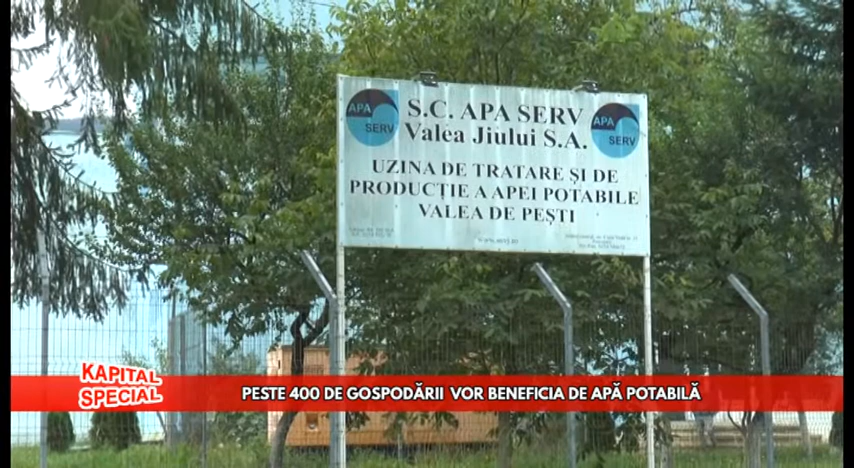 S.C. APA SERV
Valea Jiului S.A.
APA
SERV
APA
SERV
UZINA DE TRATARE ȘI DE
PRODUCȚIE A APEI POTABILE
VALEA DE PEȘTI
KAPITAL
SPECIAL
PESTE 400 DE GOSPODĂRII VOR BENEFICIA DE APĂ POTABILĂ